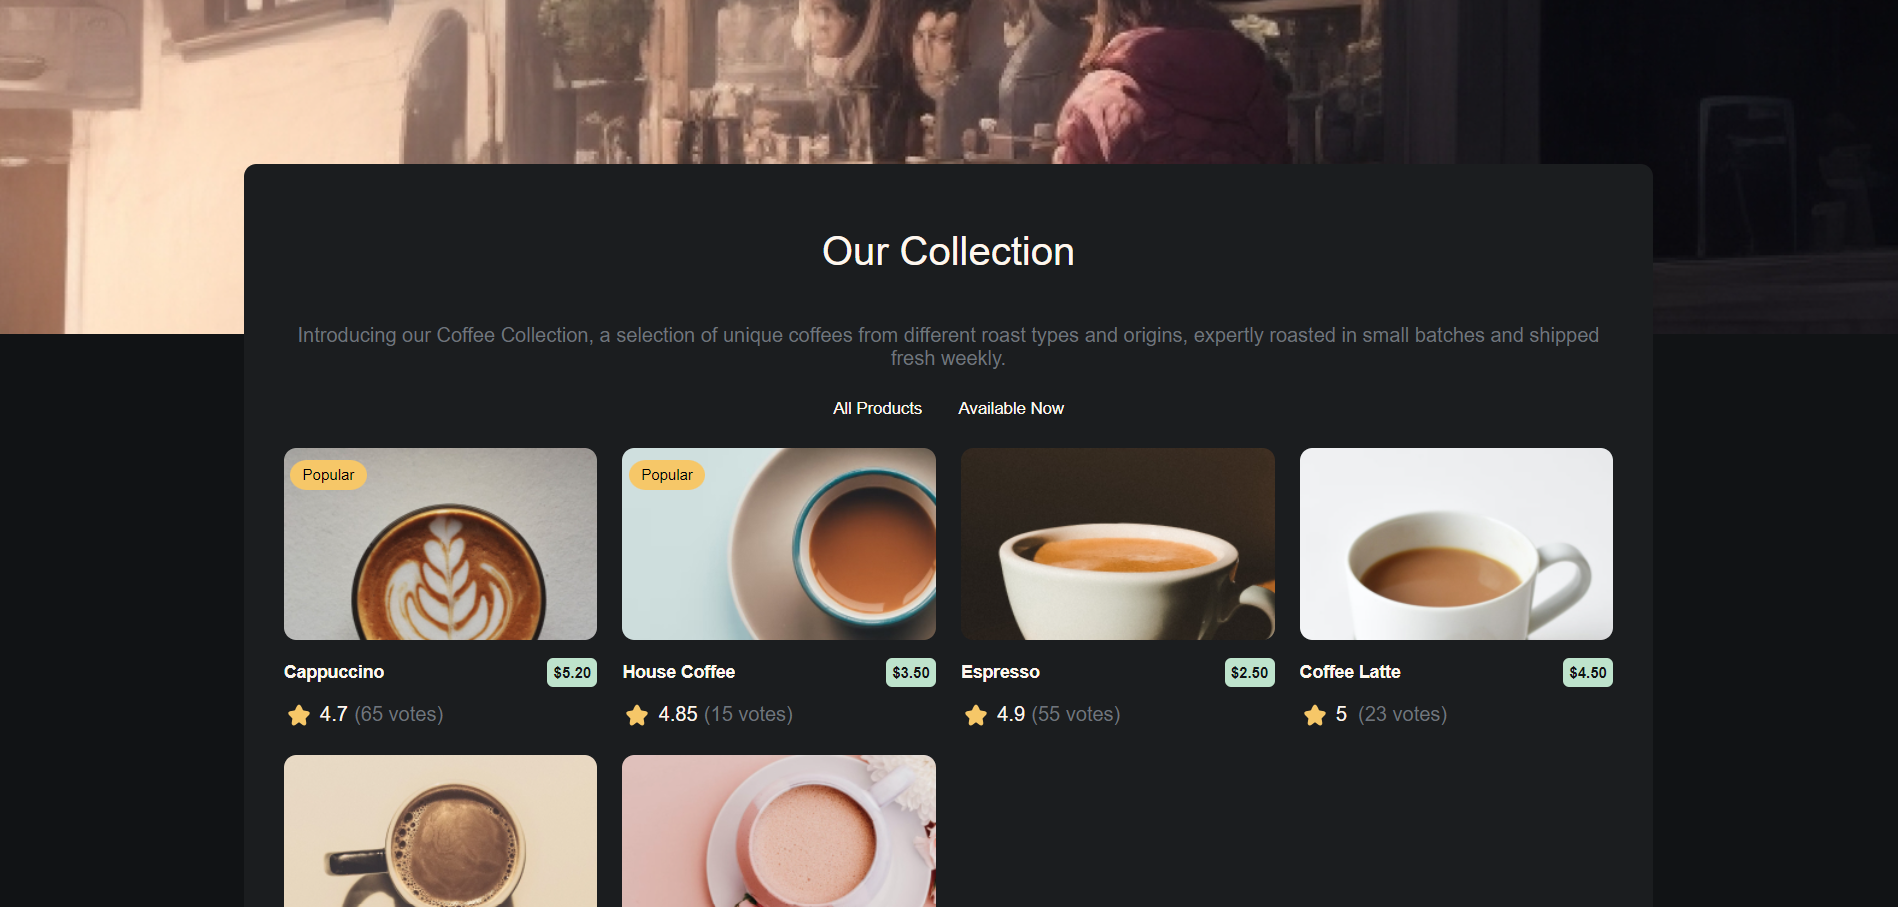 Our Collection
Introducing our Coffee Collection, a selection of unique coffees from different roast types and origins, expertly roasted in small batches and shipped
fresh weekly.
All Products Available Now
Popular
Popular
Cappuccino $5.20
4.7 (65 votes)
House Coffee $3.50
4.85 (15 votes)
Espresso $2.50
4.9 (55 votes)
Coffee Latte $4.50
5 (23 votes)